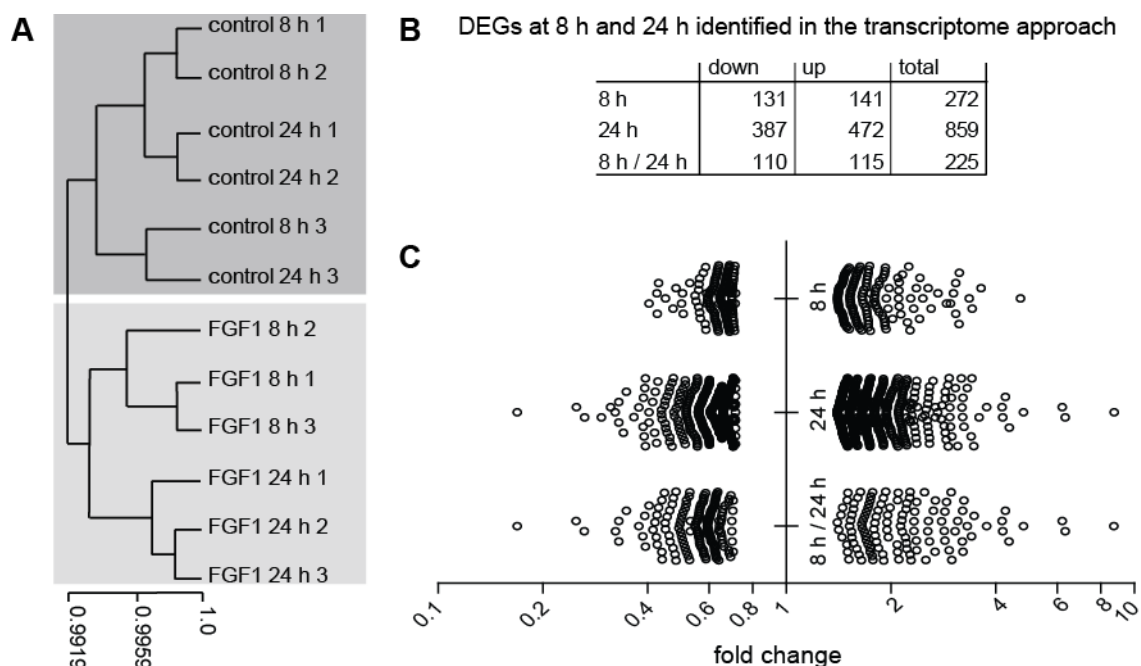 A
control 8 h 1
control 8 h 2
control 24 h 1
control 24 h 2
control 8 h 3
control 24 h 3
FGF1 8 h 2
FGF1 8 h 1
FGF1 8 h 3
FGF1 24 h 1
FGF1 24 h 2
FGF1 24 h 3
0.9919
0.9959
1.0
B
DEGs at 8 h and 24 h identified in the transcriptome approach
down up total
8 h 131 141 272
24 h 387 472 859
8 h / 24 h 110 115 225
C
8 h
24 h
8 h / 24 h
0.11 0.2 0.4 0.6 0.8 1 2 4 6 8 10
fold change